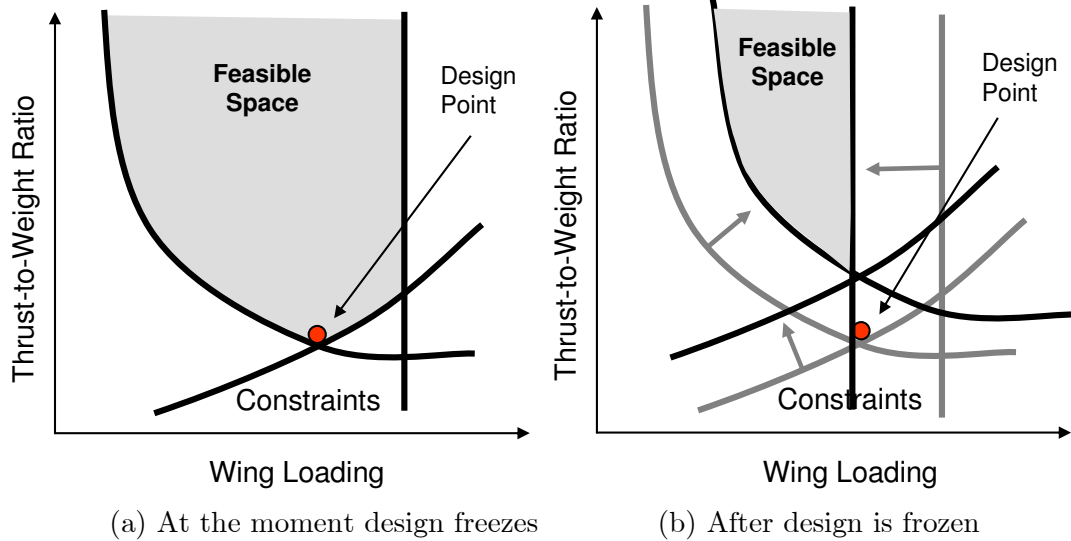 Feasible
Space
Design
Point
Thrust-to-Weight Ratio
Constraints
Wing Loading
(a) At the moment design freezes
Feasible
Space
Design
Point
Thrust-to-Weight Ratio
Constraints
Wing Loading
(b) After design is frozen